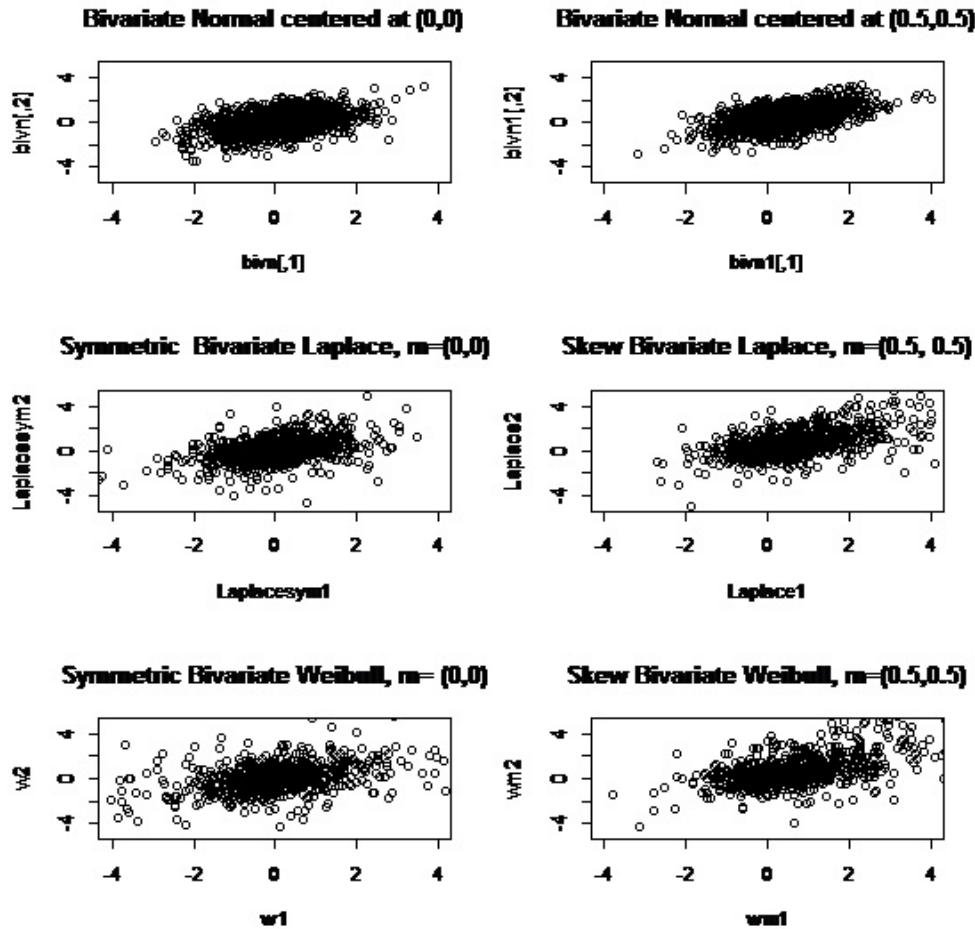 Bivariate Normal centered at (0,0)
4
0
-4
bivn[,2]
-4 -2 0 2 4
bivn[,1]
Bivariate Normal centered at (0.5,0.5)
4
0
-4
bivn1[,2]
-4 -2 0 2 4
bivn1[,1]
Symmetric Bivariate Laplace, m=(0,0)
4
0
-4
Laplacesym2
-4 -2 0 2 4
Laplacesym1
Skew Bivariate Laplace, m=(0.5, 0.5)
4
0
-4
Laplace2
-4 -2 0 2 4
Laplace1
Symmetric Bivariate Weibull, m= (0,0)
4
0
-4
w2
-4 -2 0 2 4
w1
Skew Bivariate Weibull, m=(0.5,0.5)
4
0
-4
wm2
-4 -2 0 2 4
wm1